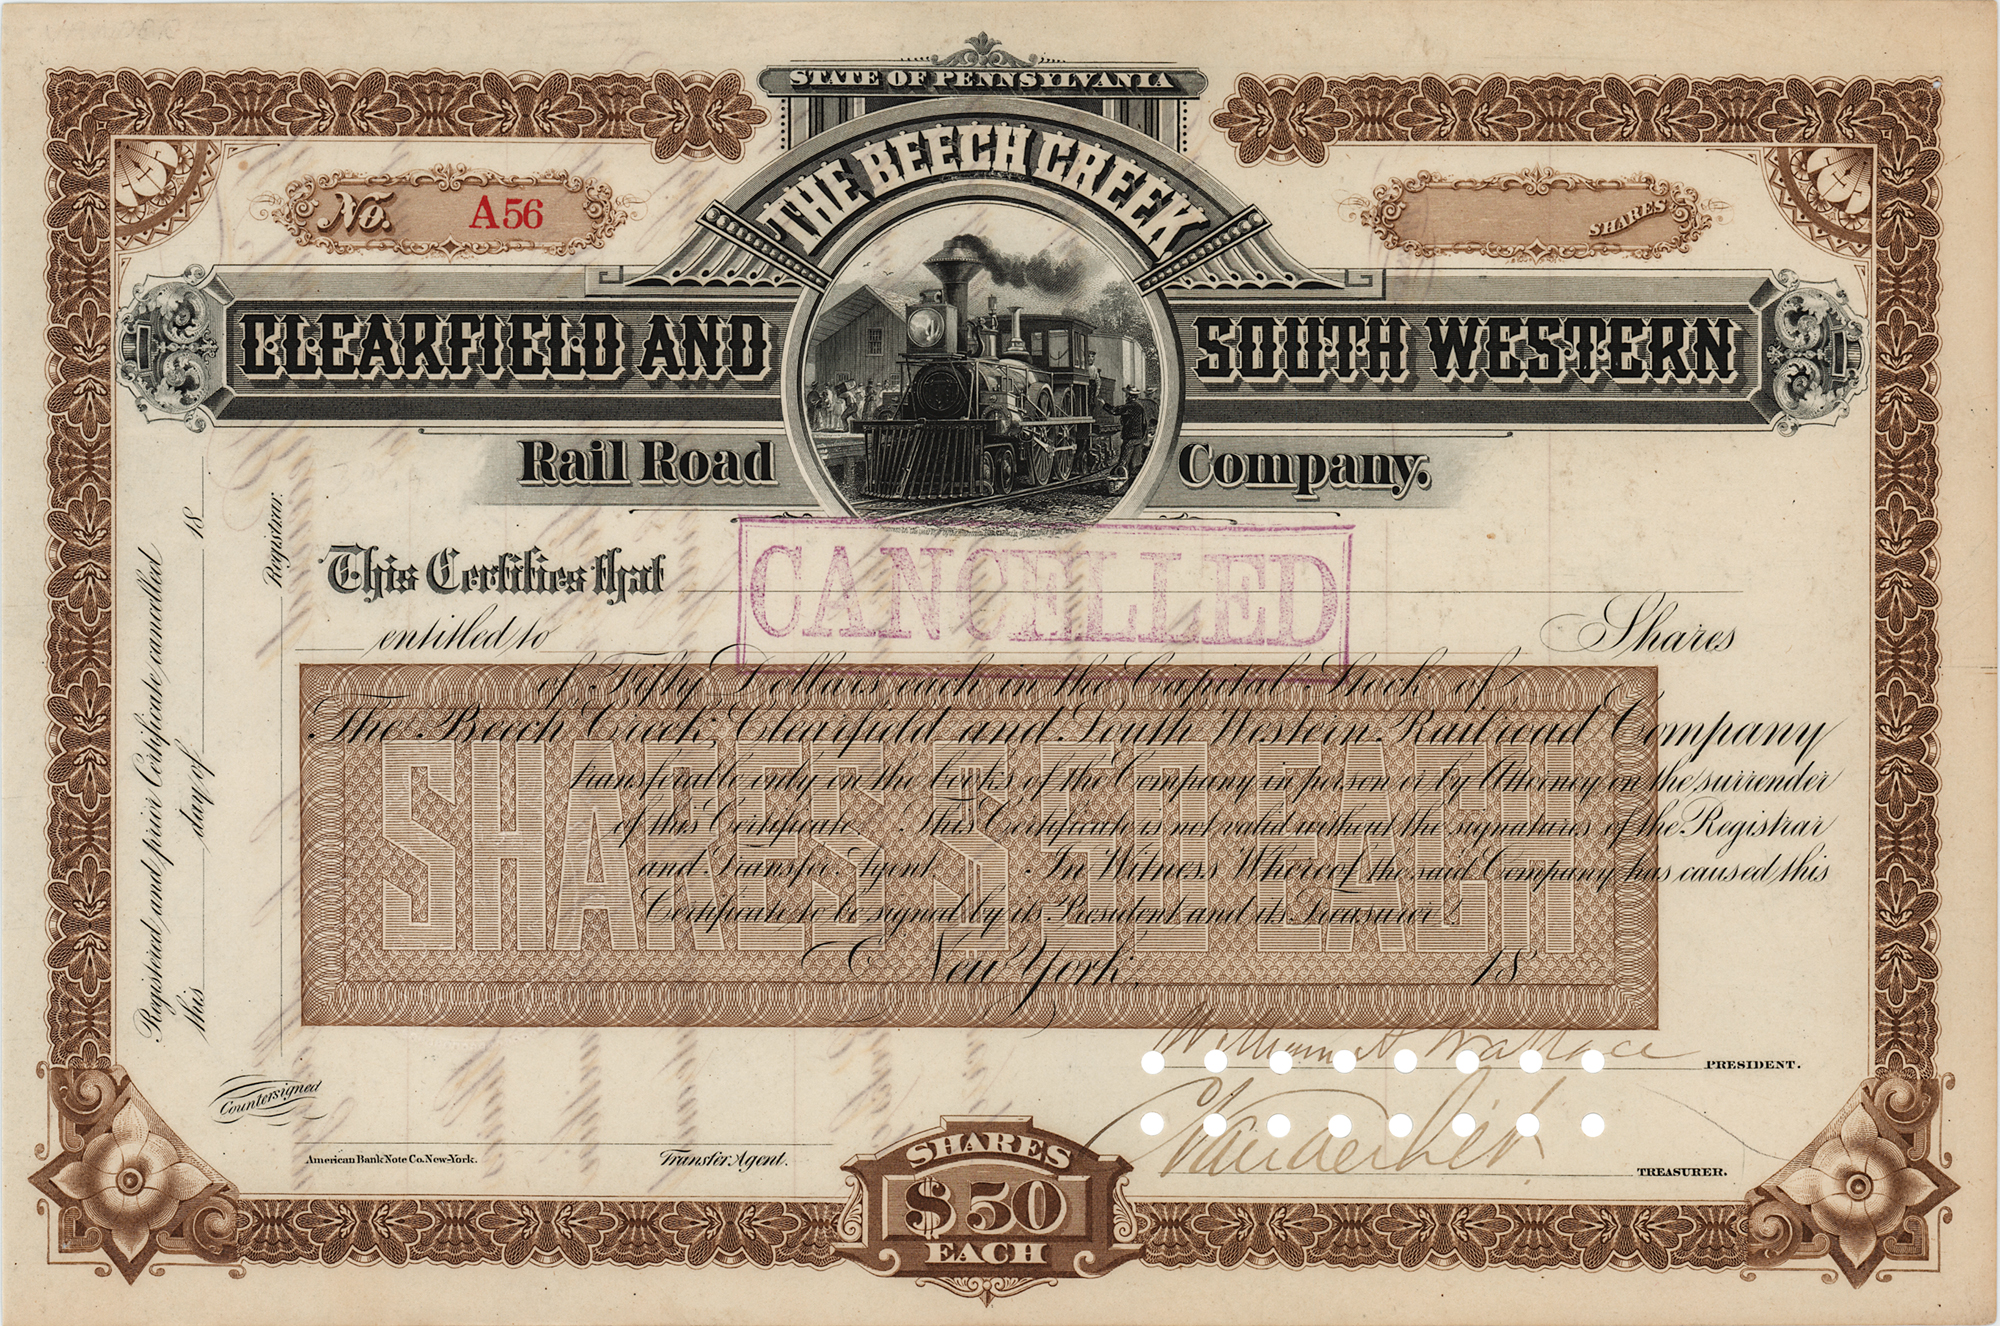 STATE OF PENNSYLVANIA
THE BEECH CREEK
No. A56
SHARES
CLEARFIELD AND SOUTH WESTERN
Rail Road Company.
CANCELLED
This Certifies that
entitled to Shares
of Fifty Dollars each in the Capital Stock of
The Beech Creek, Clearfield and South Western Railroad Company
transferable only on the books of the Company in person or by Attorney on the surrender
of this Certificate. This Certificate is not valid without the signatures of the Registrar
and Transfer Agent. In Witness Whereof the said Company has caused this
Certificate to be signed by its President and its Treasurer.
New York, 18
SHARES $50 EACH
Registered, and prior Certificate cancelled
this day of 18
Registrar.
William A Wallace PRESIDENT.
C Vanderbilt TREASURER.
Countersigned
American Bank Note Co. New-York.
Transfer Agent.
SHARES
$50
EACH